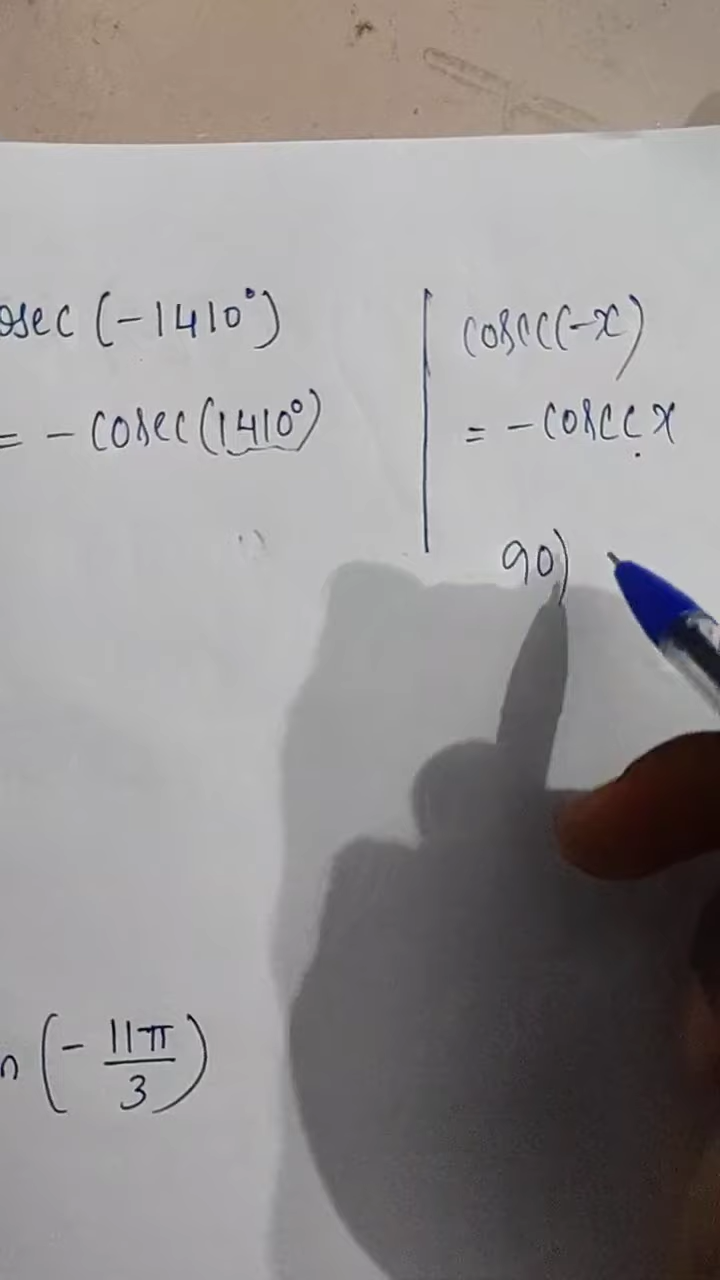 osec (-1410°)
= - cosec (1410°)
cosec(-x)
= - cosec x
90)
n (- 11π/3)